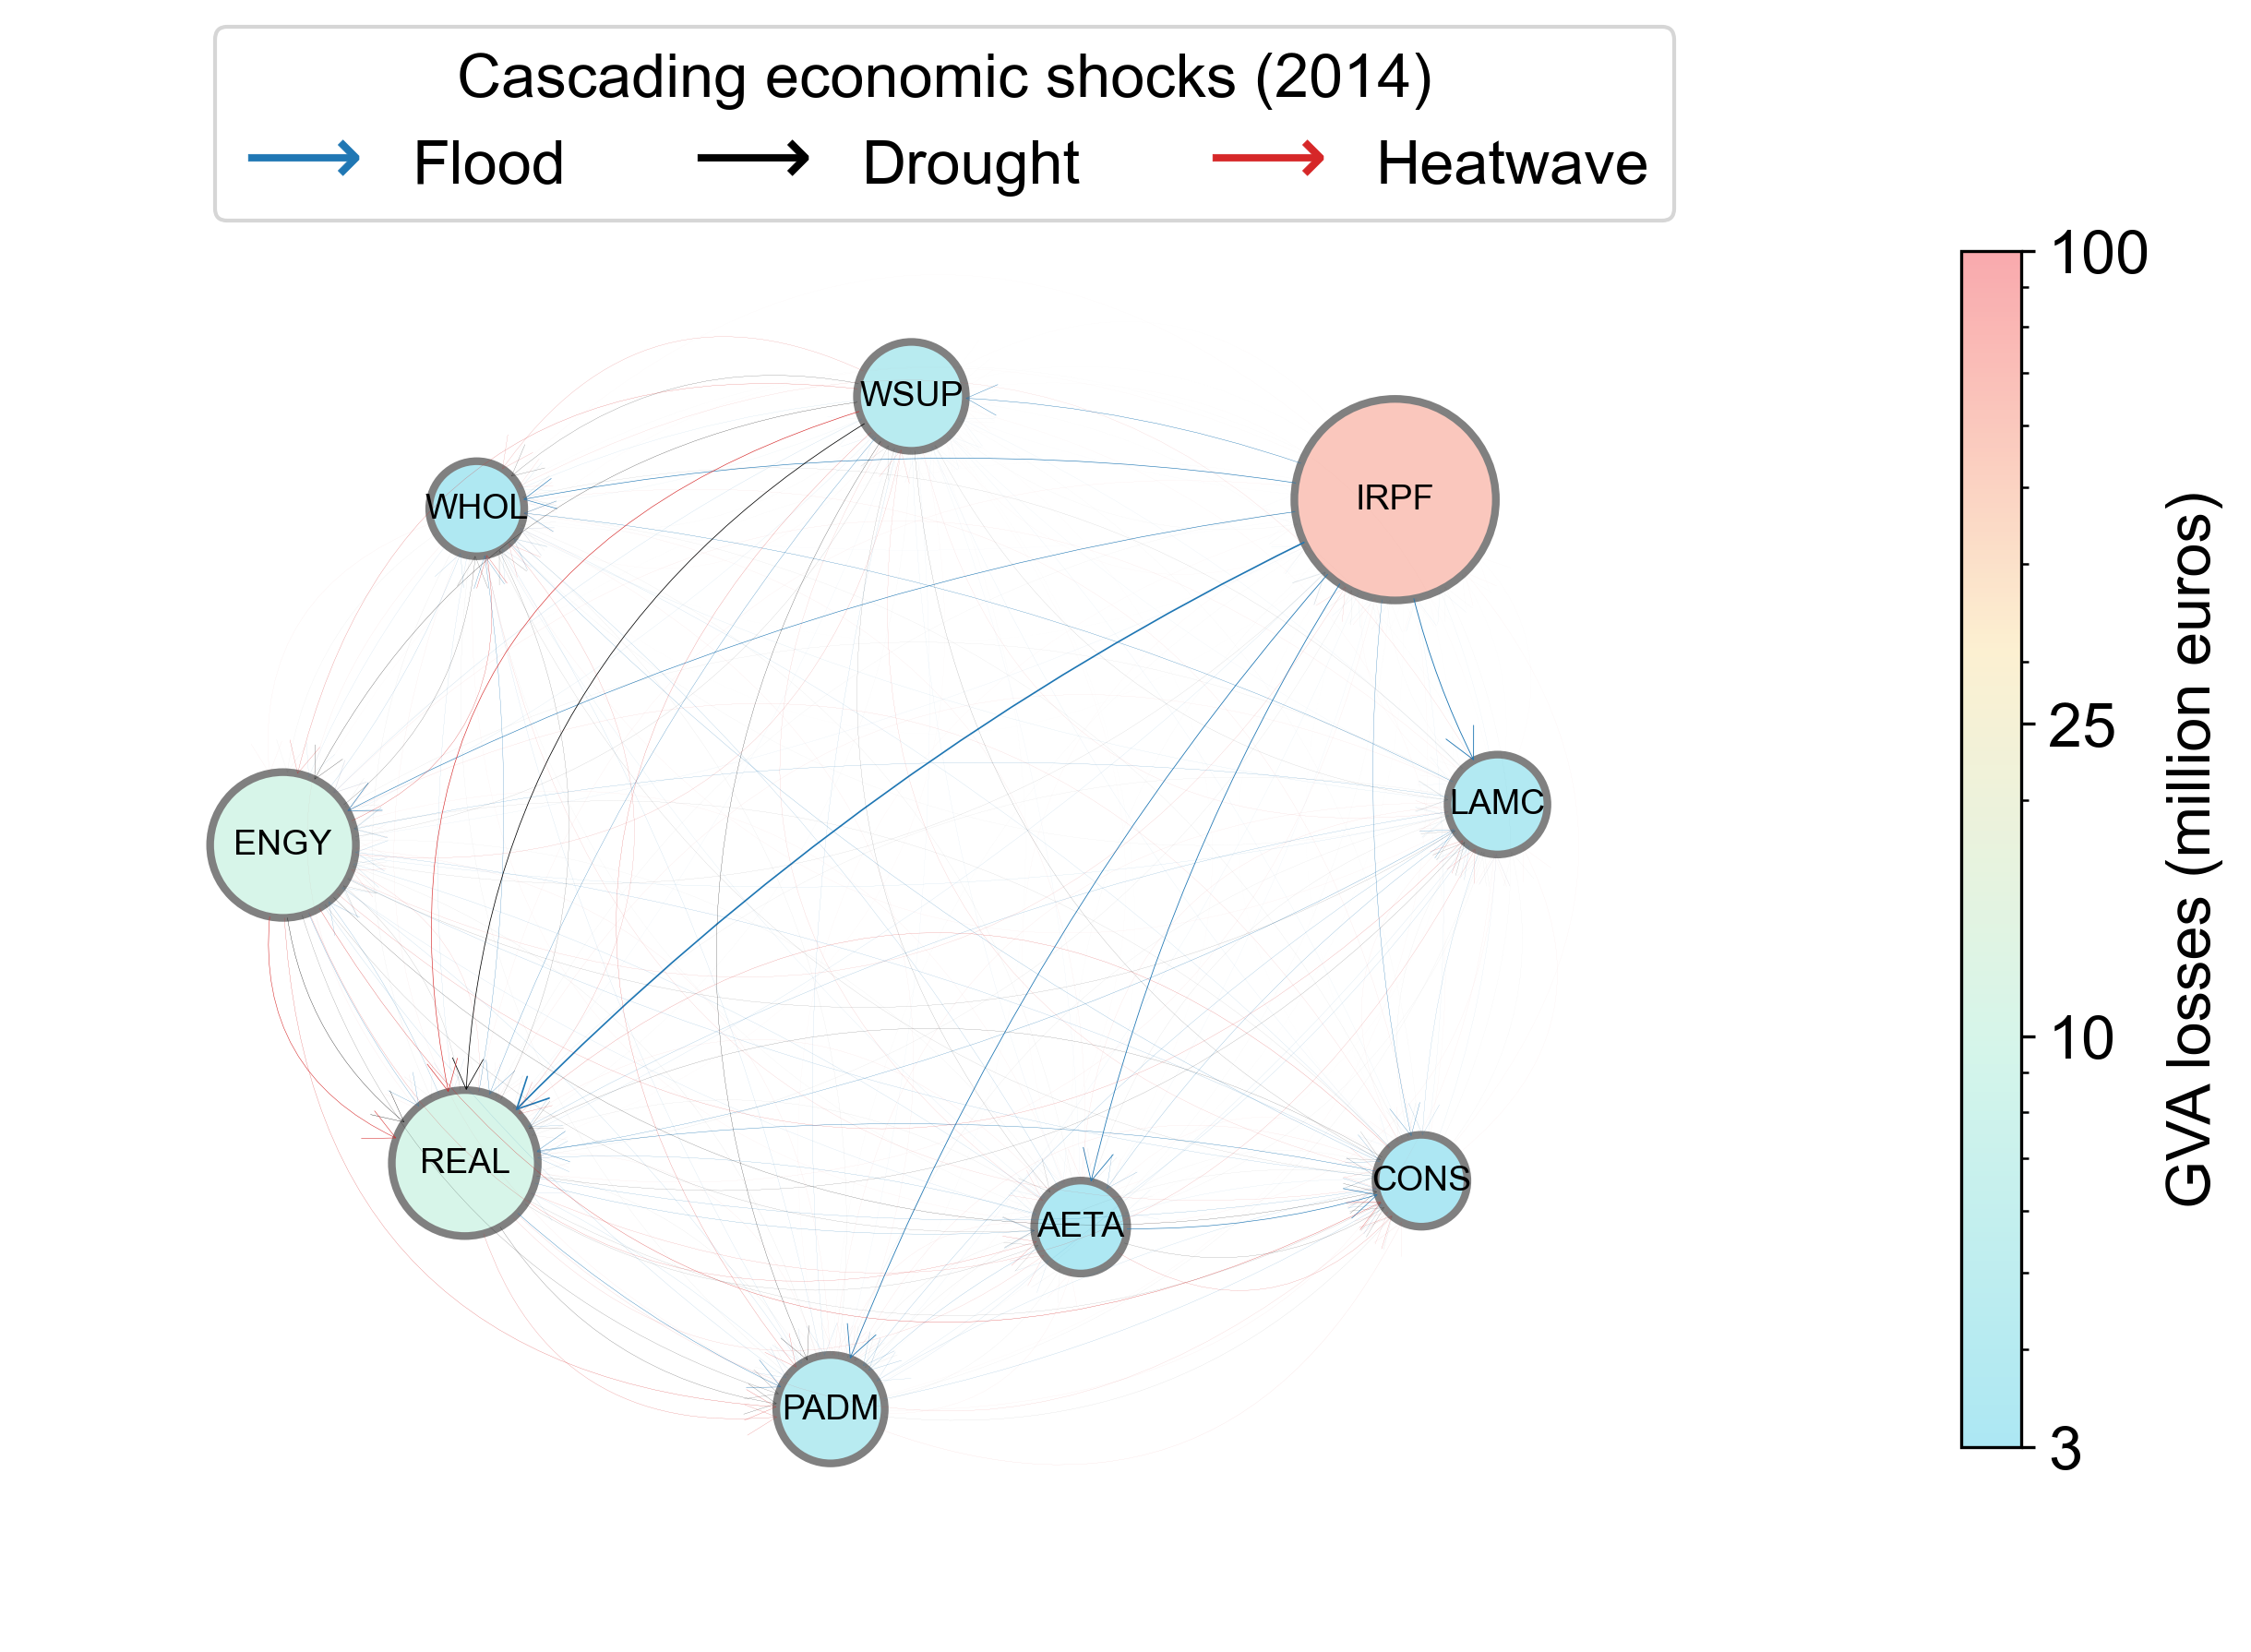 Cascading economic shocks (2014)
Flood Drought Heatwave
100
25
10
3
GVA losses (million euros)
WSUP
IRPF
WHOL
LAMC
ENGY
REAL
CONS
AETA
PADM